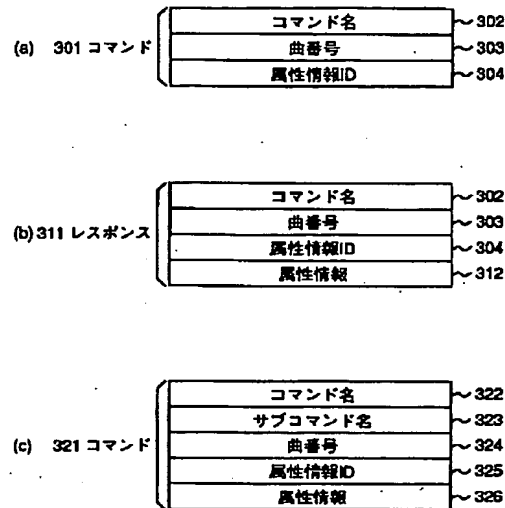 コマンド名 ~302
(a) 301 コマンド 曲番号 ~303
属性情報ID ~304
コマンド名 ~302
曲番号 ~303
(b) 311 レスポンス 属性情報ID ~304
属性情報 ~312
コマンド名 ~322
サブコマンド名 ~323
(c) 321 コマンド 曲番号 ~324
属性情報ID ~325
属性情報 ~326